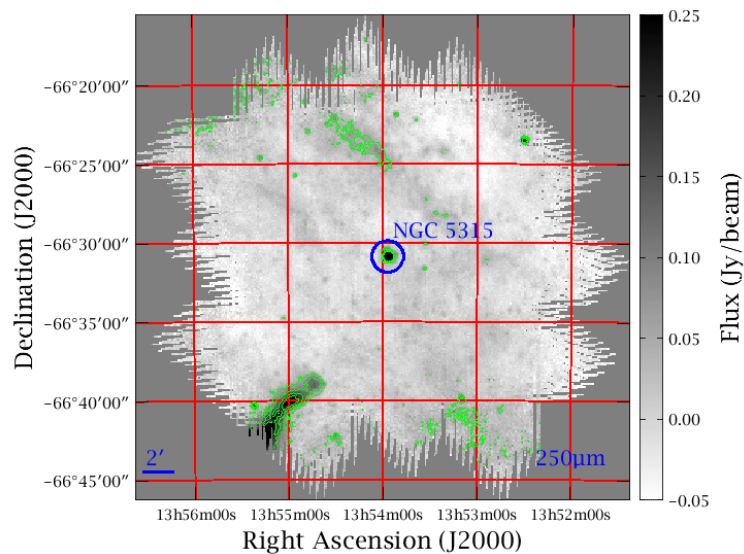 Declination (J2000)
−66°20′00″
−66°25′00″
−66°30′00″
−66°35′00″
−66°40′00″
−66°45′00″
NGC 5315
2′
250μm
13h56m00s 13h55m00s 13h54m00s 13h53m00s 13h52m00s
Right Ascension (J2000)
0.25
0.20
0.15
0.10
0.05
0.00
−0.05
Flux (Jy/beam)